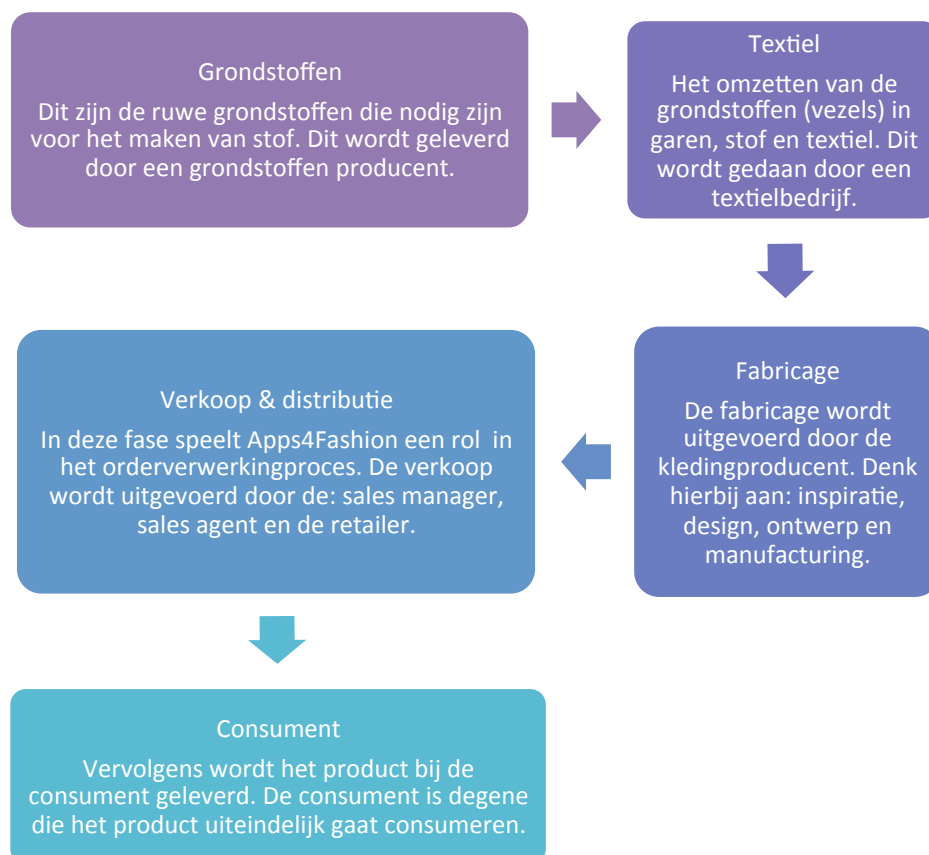 Grondstoffen
Dit zijn de ruwe grondstoffen die nodig zijn
voor het maken van stof. Dit wordt geleverd
door een grondstoffen producent.
Textiel
Het omzetten van de
grondstoffen (vezels) in
garen, stof en textiel. Dit
wordt gedaan door een
textielbedrijf.
Fabricage
De fabricage wordt
uitgevoerd door de
kledingproducent. Denk
hierbij aan: inspiratie,
design, ontwerp en
manufacturing.
Verkoop & distributie
In deze fase speelt Apps4Fashion een rol in
het orderverwerkingproces. De verkoop
wordt uitgevoerd door de: sales manager,
sales agent en de retailer.
Consument
Vervolgens wordt het product bij de
consument geleverd. De consument is degene
die het product uiteindelijk gaat consumeren.